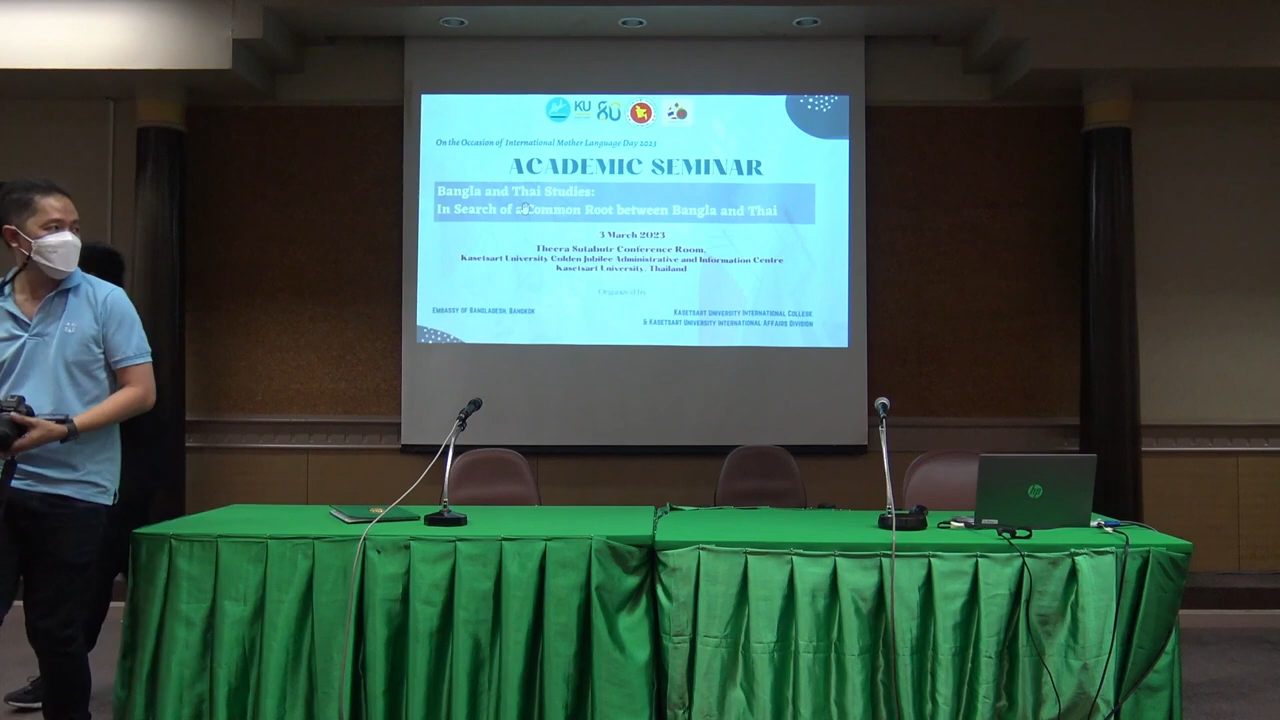 KU 80
On the Occasion of International Mother Language Day 2023
ACADEMIC SEMINAR
Bangla and Thai Studies:
In Search of a Common Root between Bangla and Thai
3 March 2023
Theera Sutabutr Conference Room,
Kasetsart University Golden Jubilee Administrative and Information Centre
Kasetsart University, Thailand
Organized by
EMBASSY OF BANGLADESH, BANGKOK
KASETSART UNIVERSITY INTERNATIONAL COLLEGE
& KASETSART UNIVERSITY INTERNATIONAL AFFAIRS DIVISION
hp